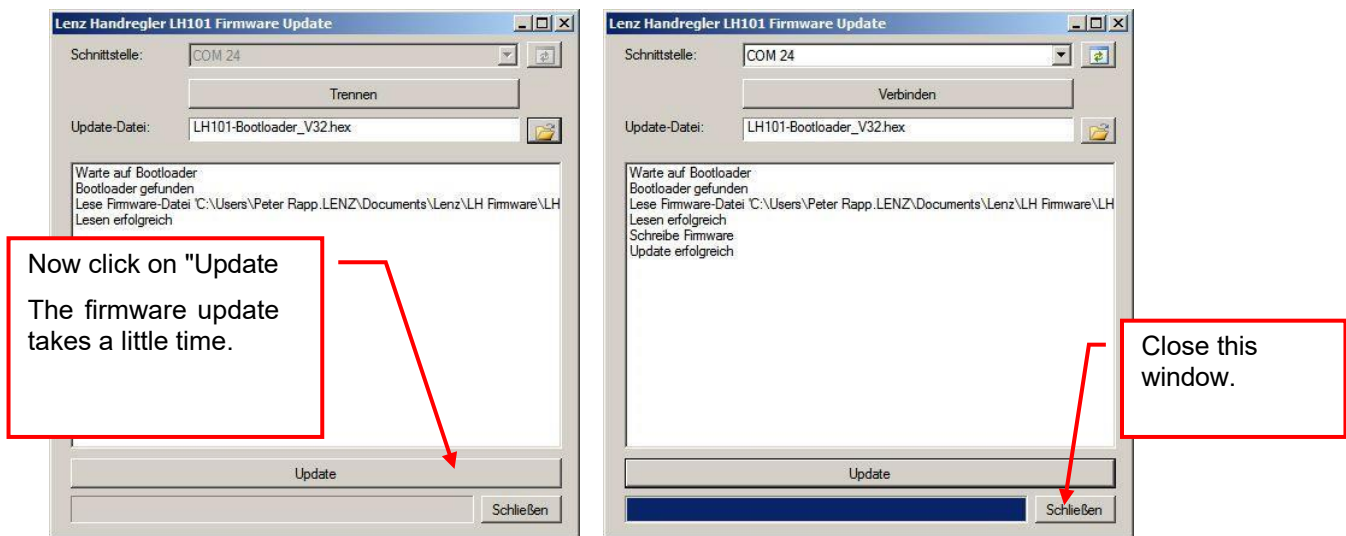 Lenz Handregler LH101 Firmware Update
Schnittstelle:
COM 24
Trennen
Update-Datei:
LH101-Bootloader_V32.hex
Warte auf Bootloader
Bootloader gefunden
Lese Firmware-Datei 'C:\Users\Peter Rapp.LENZ\Documents\Lenz\LH Firmware\LH
Lesen erfolgreich
Now click on "Update
The firmware update
takes a little time.
Update
Schließen
Lenz Handregler LH101 Firmware Update
Schnittstelle:
COM 24
Verbinden
Update-Datei:
LH101-Bootloader_V32.hex
Warte auf Bootloader
Bootloader gefunden
Lese Firmware-Datei 'C:\Users\Peter Rapp.LENZ\Documents\Lenz\LH Firmware\LH
Lesen erfolgreich
Schreibe Firmware
Update erfolgreich
Close this
window.
Update
Schließen